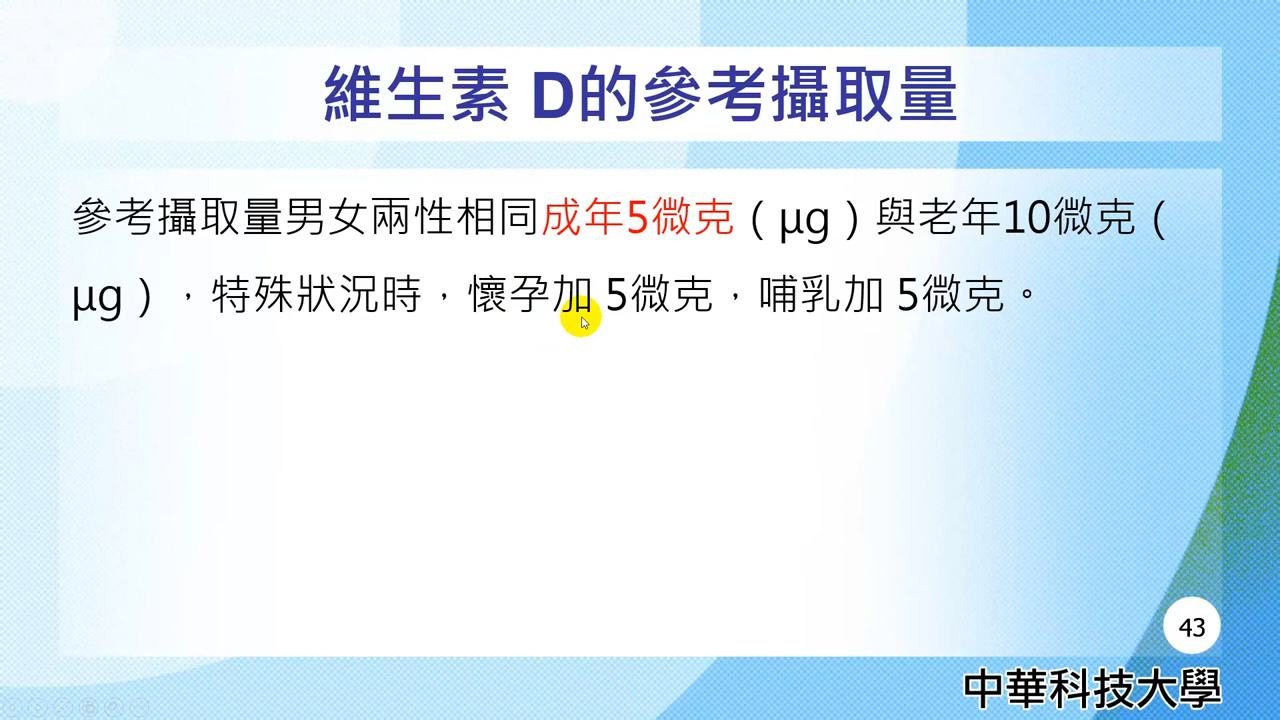 維生素 D的參考攝取量
參考攝取量男女兩性相同成年5微克（μg）與老年10微克（
μg），特殊狀況時，懷孕加 5微克，哺乳加 5微克。
43
中華科技大學